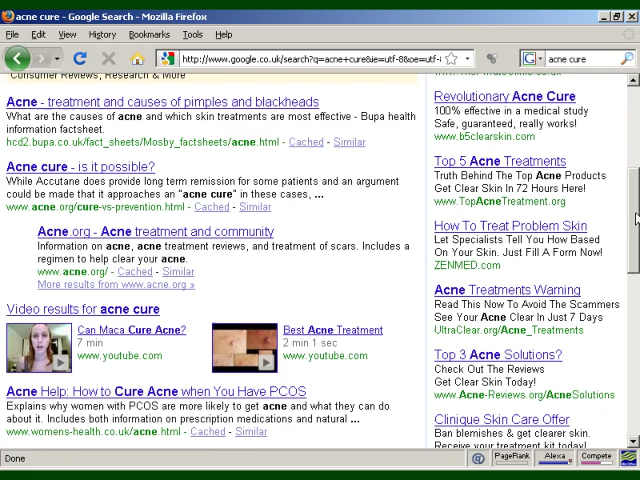 acne cure - Google Search - Mozilla Firefox
File Edit View History Bookmarks Tools Help
http://www.google.co.uk/search?q=acne+cure&ie=utf-8&oe=utf-
acne cure
Consumer Reviews, Research & More
Acne - treatment and causes of pimples and blackheads
What are the causes of acne and which skin treatments are most effective - Bupa health
information factsheet.
hcd2.bupa.co.uk/fact_sheets/Mosby_factsheets/acne.html - Cached - Similar
Acne cure - is it possible?
While Accutane does provide long term remission for some patients and an argument
could be made that it approaches an "acne cure" in these cases, ...
www.acne.org/cure-vs-prevention.html - Cached - Similar
Acne.org - Acne treatment and community
Information on acne, acne treatment reviews, and treatment of scars. Includes a
regimen to help clear your acne.
www.acne.org/ - Cached - Similar
More results from www.acne.org »
Video results for acne cure
Can Maca Cure Acne?
7 min
www.youtube.com
Best Acne Treatment
2 min 1 sec
www.youtube.com
Acne Help: How to Cure Acne when You Have PCOS
Explains why women with PCOS are more likely to get acne and what they can do
about it. Includes both information on prescription medications and natural ...
www.womens-health.co.uk/acne.html - Cached - Similar
Revolutionary Acne Cure
100% effective in a medical study
Safe, guaranteed, really works!
www.b5clearskin.com
Top 5 Acne Treatments
Truth Behind The Top Acne Products
Get Clear Skin In 72 Hours Here!
www.TopAcneTreatment.org
How To Treat Problem Skin
Let Specialists Tell You How Based
On Your Skin. Just Fill A Form Now!
ZENMED.com
Acne Treatments Warning
Read This Now To Avoid The Scammers
See Your Acne Clear In Just 7 Days
UltraClear.org/Acne_Treatments
Top 3 Acne Solutions?
Check Out The Reviews
Get Clear Skin Today!
www.Acne-Reviews.org/AcneSolutions
Clinique Skin Care Offer
Ban blemishes & get clearer skin.
Receive your treatment kit today!
Done
PageRank
Alexa
Compete